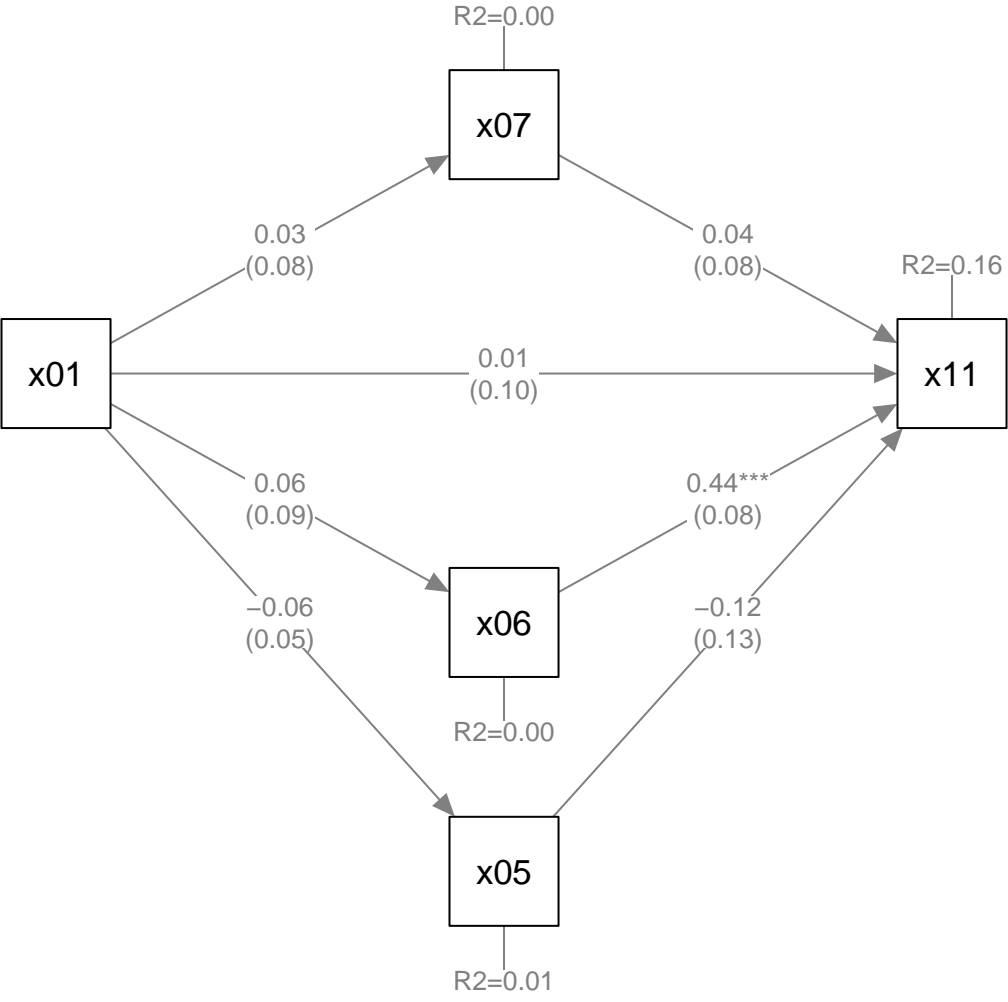 R2=0.00
x07
0.03
(0.08)
0.04
(0.08)
R2=0.16
x01
0.01
(0.10)
x11
0.06
(0.09)
0.44***
(0.08)
−0.06
(0.05)
x06
−0.12
(0.13)
R2=0.00
x05
R2=0.01